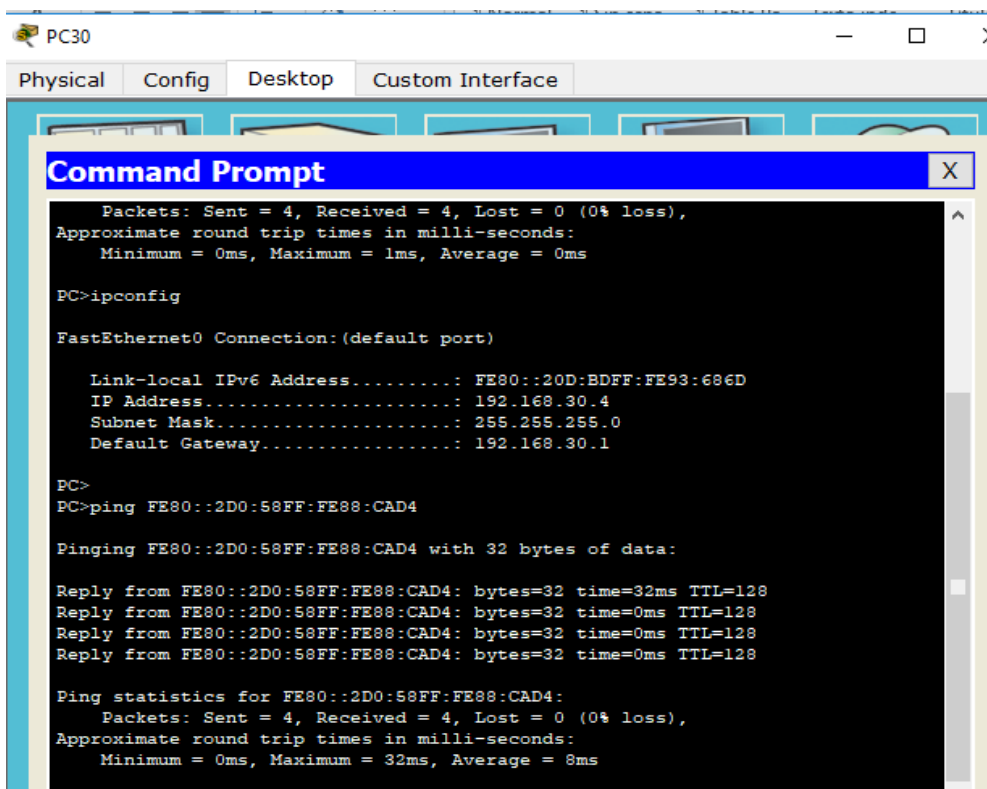 PC30
Physical Config Desktop Custom Interface
Command Prompt X
Packets: Sent = 4, Received = 4, Lost = 0 (0% loss),
Approximate round trip times in milli-seconds:
Minimum = 0ms, Maximum = 1ms, Average = 0ms
PC>ipconfig
FastEthernet0 Connection:(default port)
Link-local IPv6 Address.........: FE80::20D:BDFF:FE93:686D
IP Address......................: 192.168.30.4
Subnet Mask.....................: 255.255.255.0
Default Gateway.................: 192.168.30.1
PC>
PC>ping FE80::2D0:58FF:FE88:CAD4
Pinging FE80::2D0:58FF:FE88:CAD4 with 32 bytes of data:
Reply from FE80::2D0:58FF:FE88:CAD4: bytes=32 time=32ms TTL=128
Reply from FE80::2D0:58FF:FE88:CAD4: bytes=32 time=0ms TTL=128
Reply from FE80::2D0:58FF:FE88:CAD4: bytes=32 time=0ms TTL=128
Reply from FE80::2D0:58FF:FE88:CAD4: bytes=32 time=0ms TTL=128
Ping statistics for FE80::2D0:58FF:FE88:CAD4:
Packets: Sent = 4, Received = 4, Lost = 0 (0% loss),
Approximate round trip times in milli-seconds:
Minimum = 0ms, Maximum = 32ms, Average = 8ms